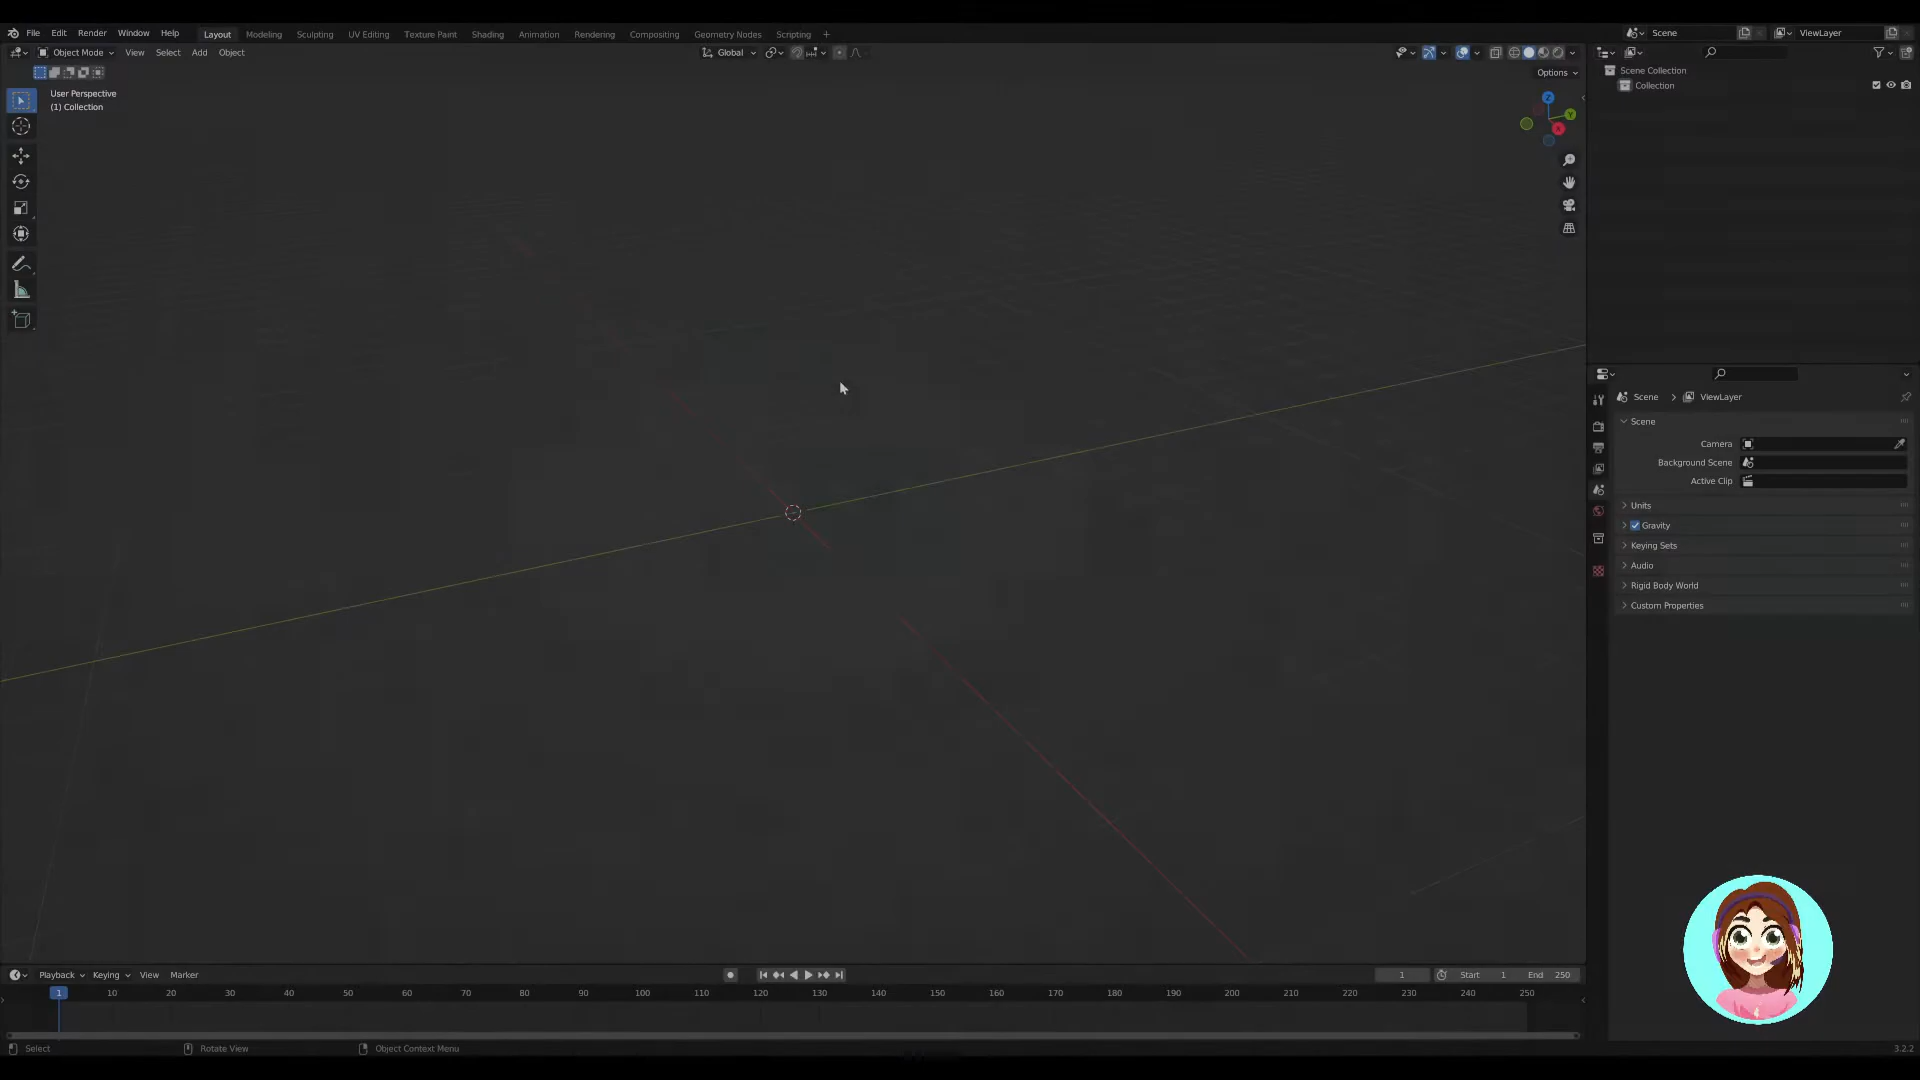 File Edit Render Window Help Layout Modeling Sculpting UV Editing Texture Paint Shading Animation Rendering Compositing Geometry Nodes Scripting + Scene ViewLayer
Object Mode View Select Add Object Global
Options
User Perspective
(1) Collection
Z
Y
X
Scene Collection
Collection
Scene > ViewLayer
Scene
Camera
Background Scene
Active Clip
Units
Gravity
Keying Sets
Audio
Rigid Body World
Custom Properties
Playback Keying View Marker 1 Start 1 End 250
1 10 20 30 40 50 60 70 80 90 100 110 120 130 140 150 160 170 180 190 200 210 220 230 240 250
Select Rotate View Object Context Menu 3.2.2